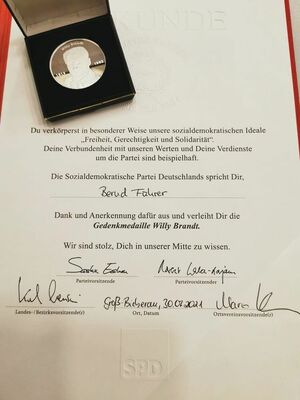 URKUNDE
WILLY BRANDT
1913 1992
Du verkörperst in besonderer Weise unsere sozialdemokratischen Ideale
„Freiheit, Gerechtigkeit und Solidarität“.
Deine Verbundenheit mit unseren Werten und Deine Verdienste
um die Partei sind beispielhaft.
Die Sozialdemokratische Partei Deutschlands spricht Dir,
Bernd Fahrer
Dank und Anerkennung dafür aus und verleiht Dir die
Gedenkmedaille Willy Brandt.
Wir sind stolz, Dich in unserer Mitte zu wissen.
Parteivorsitzende Parteivorsitzender
Groß-Bieberau, 30.07.2021
Landes-/Bezirksvorsitzende(r) Ort, Datum Ortsvereinsvorsitzende(r)
SPD